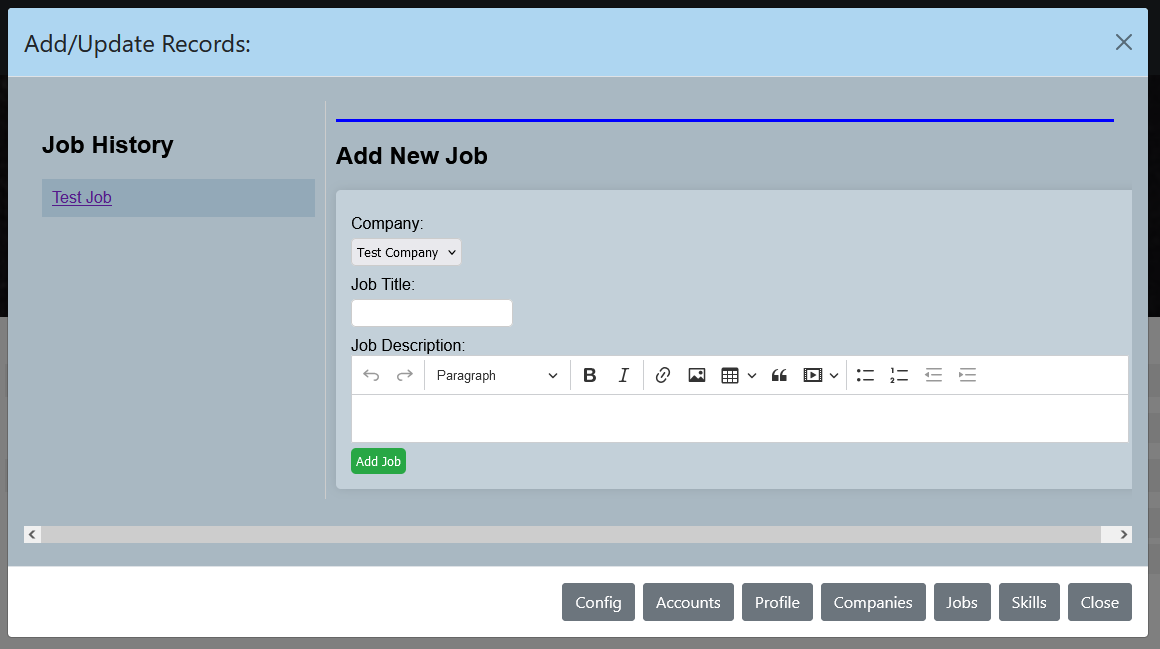 Add/Update Records:
Job History
Test Job
Add New Job
Company:
Test Company
Job Title:
Job Description:
Paragraph
B I
Add Job
Config Accounts Profile Companies Jobs Skills Close